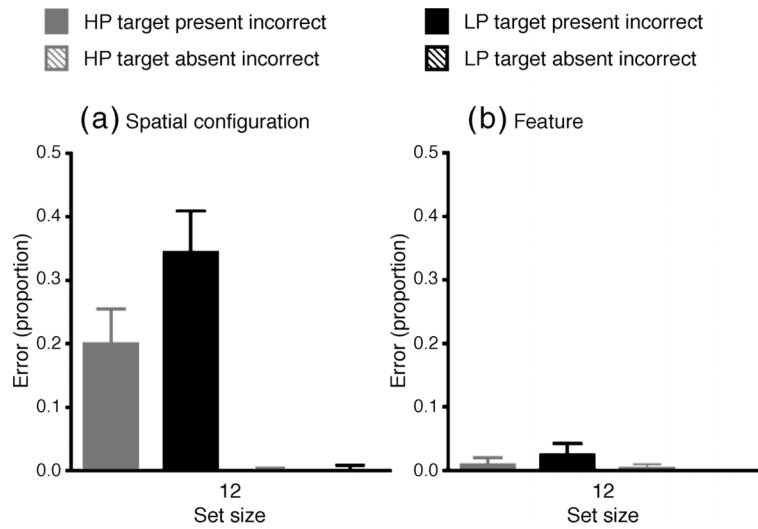 HP target present incorrect
HP target absent incorrect
LP target present incorrect
LP target absent incorrect
(a) Spatial configuration
0.5
0.4
0.3
0.2
0.1
0.0
Error (proportion)
12
Set size
(b) Feature
0.5
0.4
0.3
0.2
0.1
0.0
Error (proportion)
12
Set size